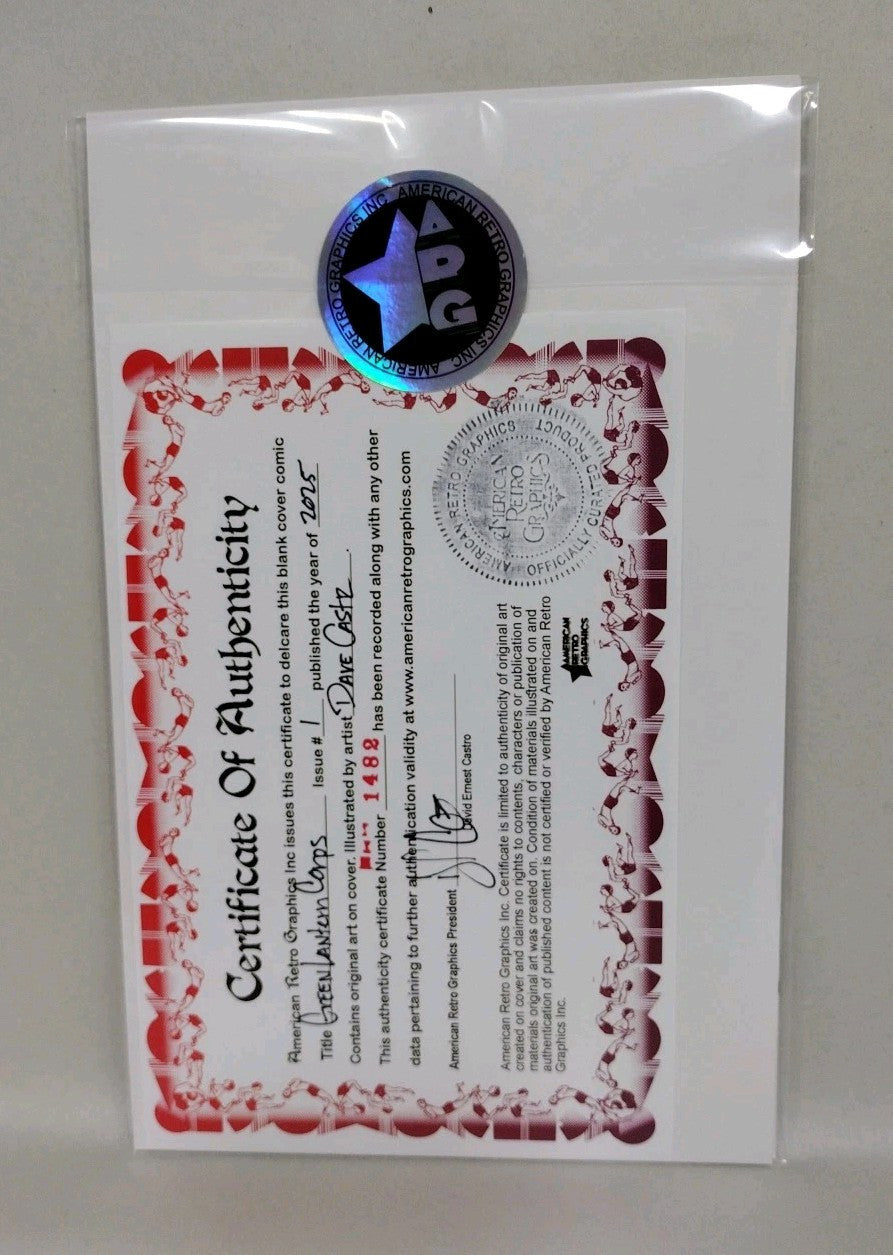 AMERICAN RETRO GRAPHICS INC. AMERICAN RETRO GRAPHICS INC
ARG
Certificate Of Authenticity
American Retro Graphics Inc issues this certificate to delcare this blank cover comic
Title Green Lantern Corps Issue # 1 published the year of 2025
Contains original art on cover. Illustrated by artist Dave Castr
This authenticity certificate Number 1482 has been recorded along with any other
data pertaining to further authentication validity at www.americanretrographics.com
American Retro Graphics President
David Ernest Castro
AMERICAN RETRO GRAPHICS
OFFICIALLY CURATED PRODUCT
AMERICAN
RETRO
GRAPHICS
American Retro Graphics Inc. Certificate is limited to authenticity of original art
created on cover and claims no rights to contents, characters or publication of
materials original art was created on. Condition of materials illustrated on and
authentication of published content is not certified or verified by American Retro
Graphics Inc.
AMERICAN
RETRO
GRAPHICS